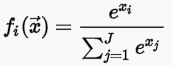 $f_i(\vec{x}) = \frac{e^{x_i}}{\sum_{j=1}^{J} e^{x_j}}$